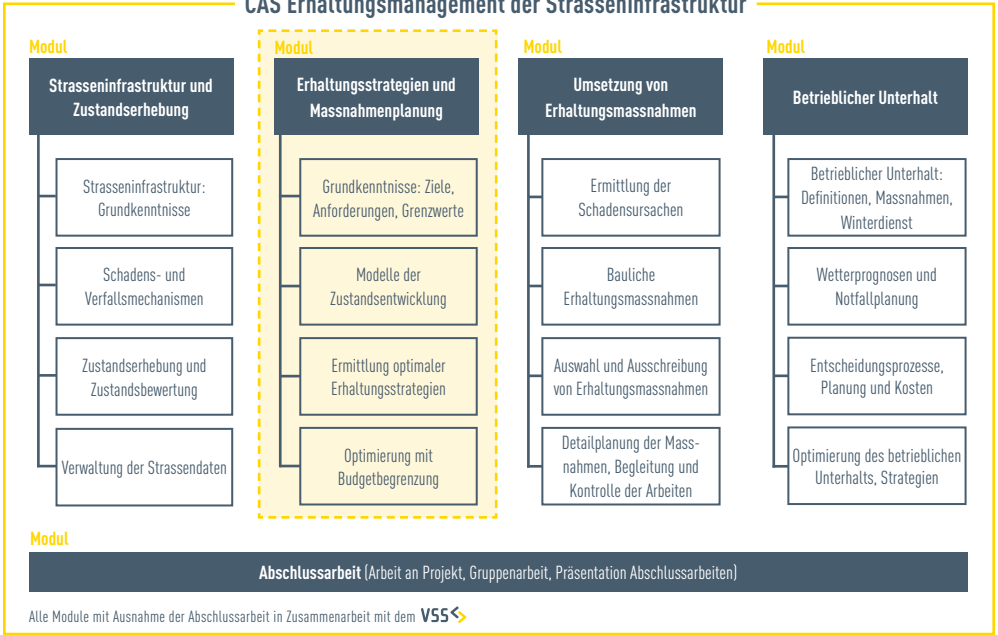 CAS Erhaltungsmanagement der Strasseninfrastruktur
Modul
Strasseninfrastruktur und
Zustandserhebung
Strasseninfrastruktur:
Grundkenntnisse
Schadens- und
Verfallsmechanismen
Zustandserhebung und
Zustandsbewertung
Verwaltung der Strassendaten
Modul
Erhaltungsstrategien und
Massnahmenplanung
Grundkenntnisse: Ziele,
Anforderungen, Grenzwerte
Modelle der
Zustandsentwicklung
Ermittlung optimaler
Erhaltungsstrategien
Optimierung mit
Budgetbegrenzung
Modul
Umsetzung von
Erhaltungsmassnahmen
Ermittlung der
Schadensursachen
Bauliche
Erhaltungsmassnahmen
Auswahl und Ausschreibung
von Erhaltungsmassnahmen
Detailplanung der Mass-
nahmen, Begleitung und
Kontrolle der Arbeiten
Modul
Betrieblicher Unterhalt
Betrieblicher Unterhalt:
Definitionen, Massnahmen,
Winterdienst
Wetterprognosen und
Notfallplanung
Entscheidungsprozesse,
Planung und Kosten
Optimierung des betrieblichen
Unterhalts, Strategien
Modul
Abschlussarbeit (Arbeit an Projekt, Gruppenarbeit, Präsentation Abschlussarbeiten)
Alle Module mit Ausnahme der Abschlussarbeit in Zusammenarbeit mit dem VSS